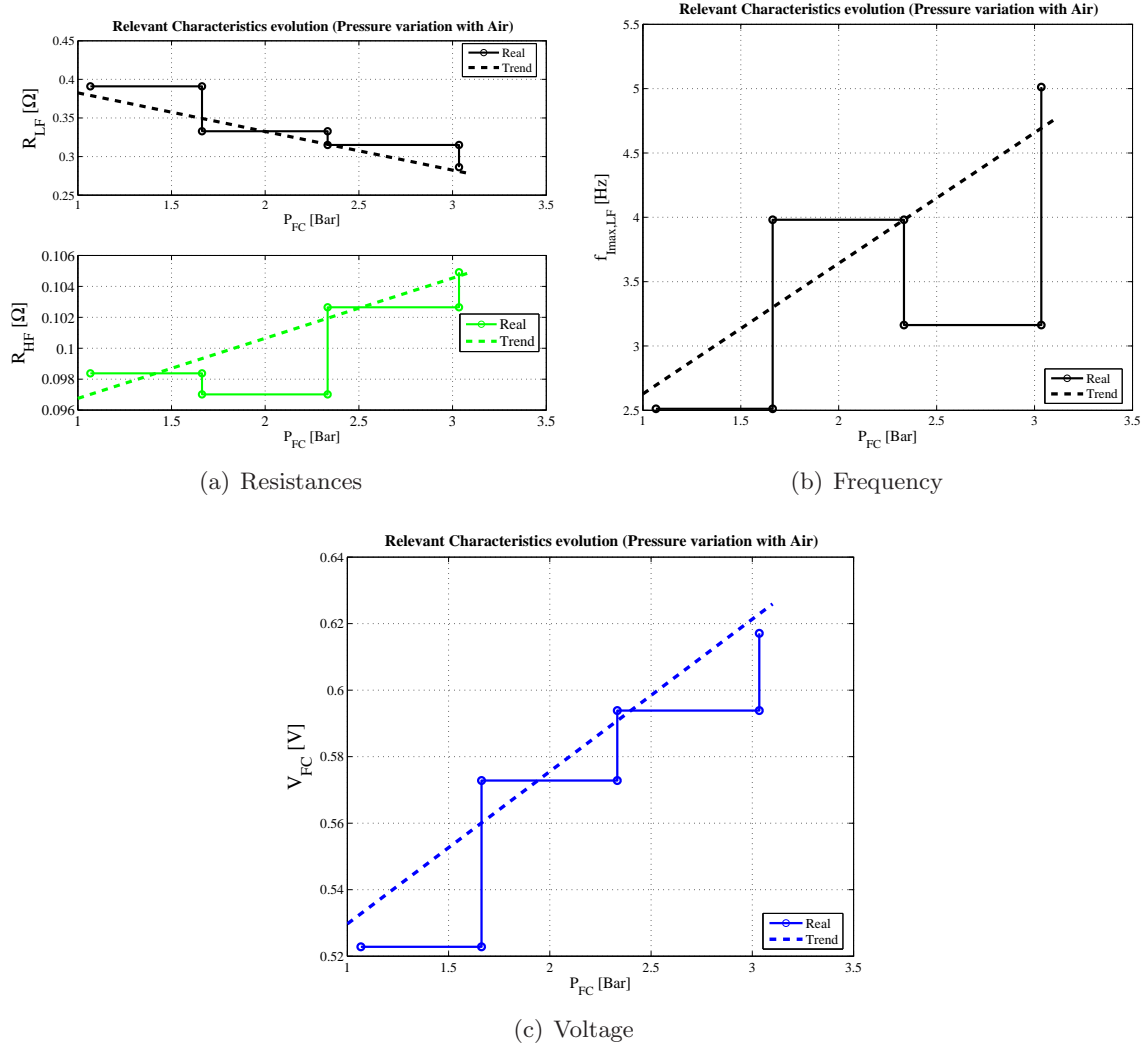 Relevant Characteristics evolution (Pressure variation with Air)
0.45
0.4
0.35
0.3
0.25
R_LF [Ω]
Real
Trend
1 1.5 2 2.5 3 3.5
P_FC [Bar]
0.106
0.104
0.102
0.1
0.098
0.096
R_HF [Ω]
Real
Trend
1 1.5 2 2.5 3 3.5
P_FC [Bar]
(a) Resistances
Relevant Characteristics evolution (Pressure variation with Air)
5.5
5
4.5
4
3.5
3
2.5
f_Imax,LF [Hz]
Real
Trend
1 1.5 2 2.5 3 3.5
P_FC [Bar]
(b) Frequency
Relevant Characteristics evolution (Pressure variation with Air)
0.64
0.62
0.6
0.58
0.56
0.54
0.52
V_FC [V]
Real
Trend
1 1.5 2 2.5 3 3.5
P_FC [Bar]
(c) Voltage